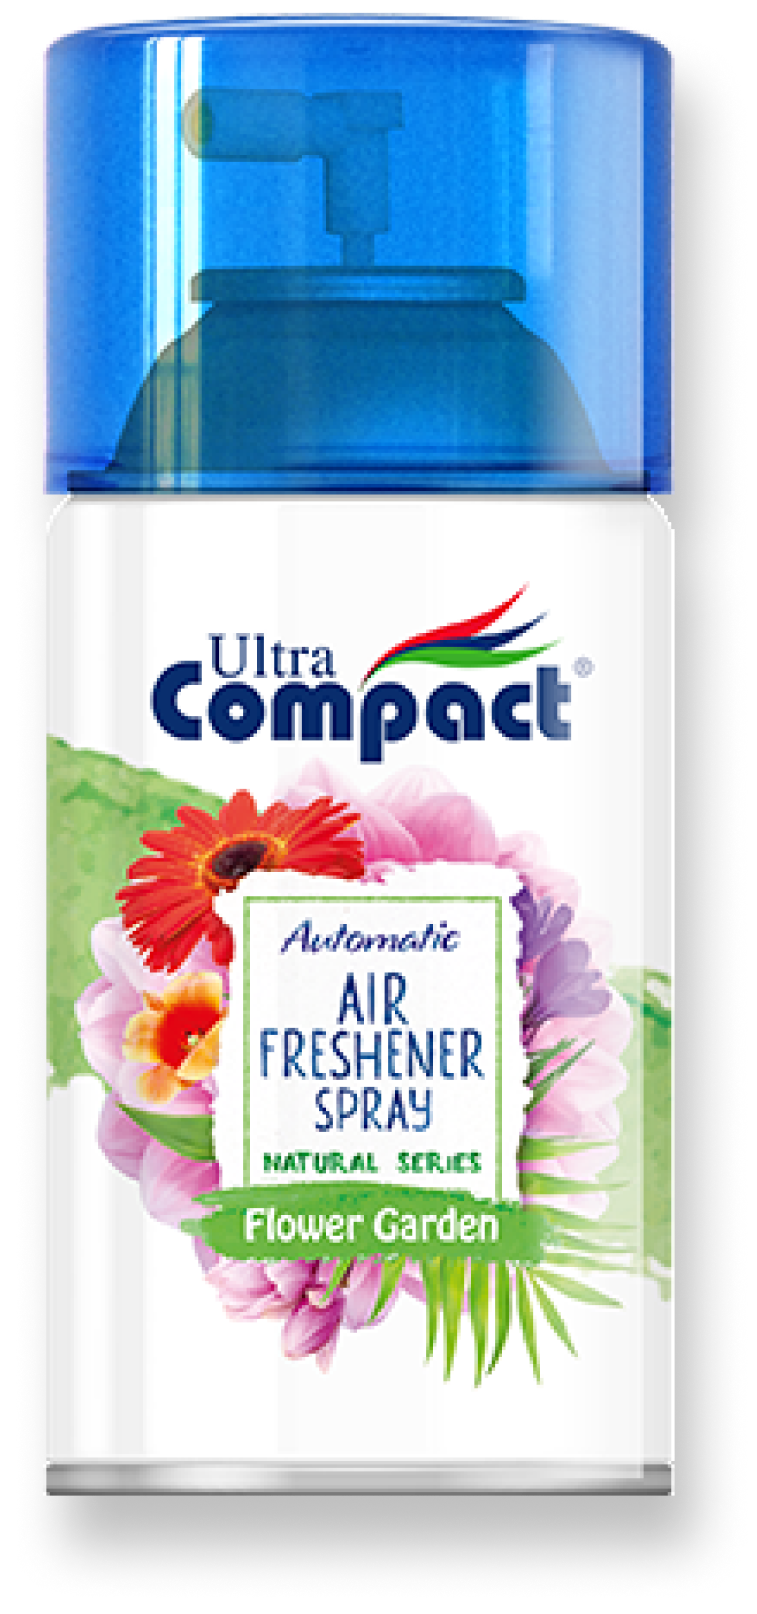 Ultra
Compact®
Automatic
AIR
FRESHENER
SPRAY
NATURAL SERIES
Flower Garden